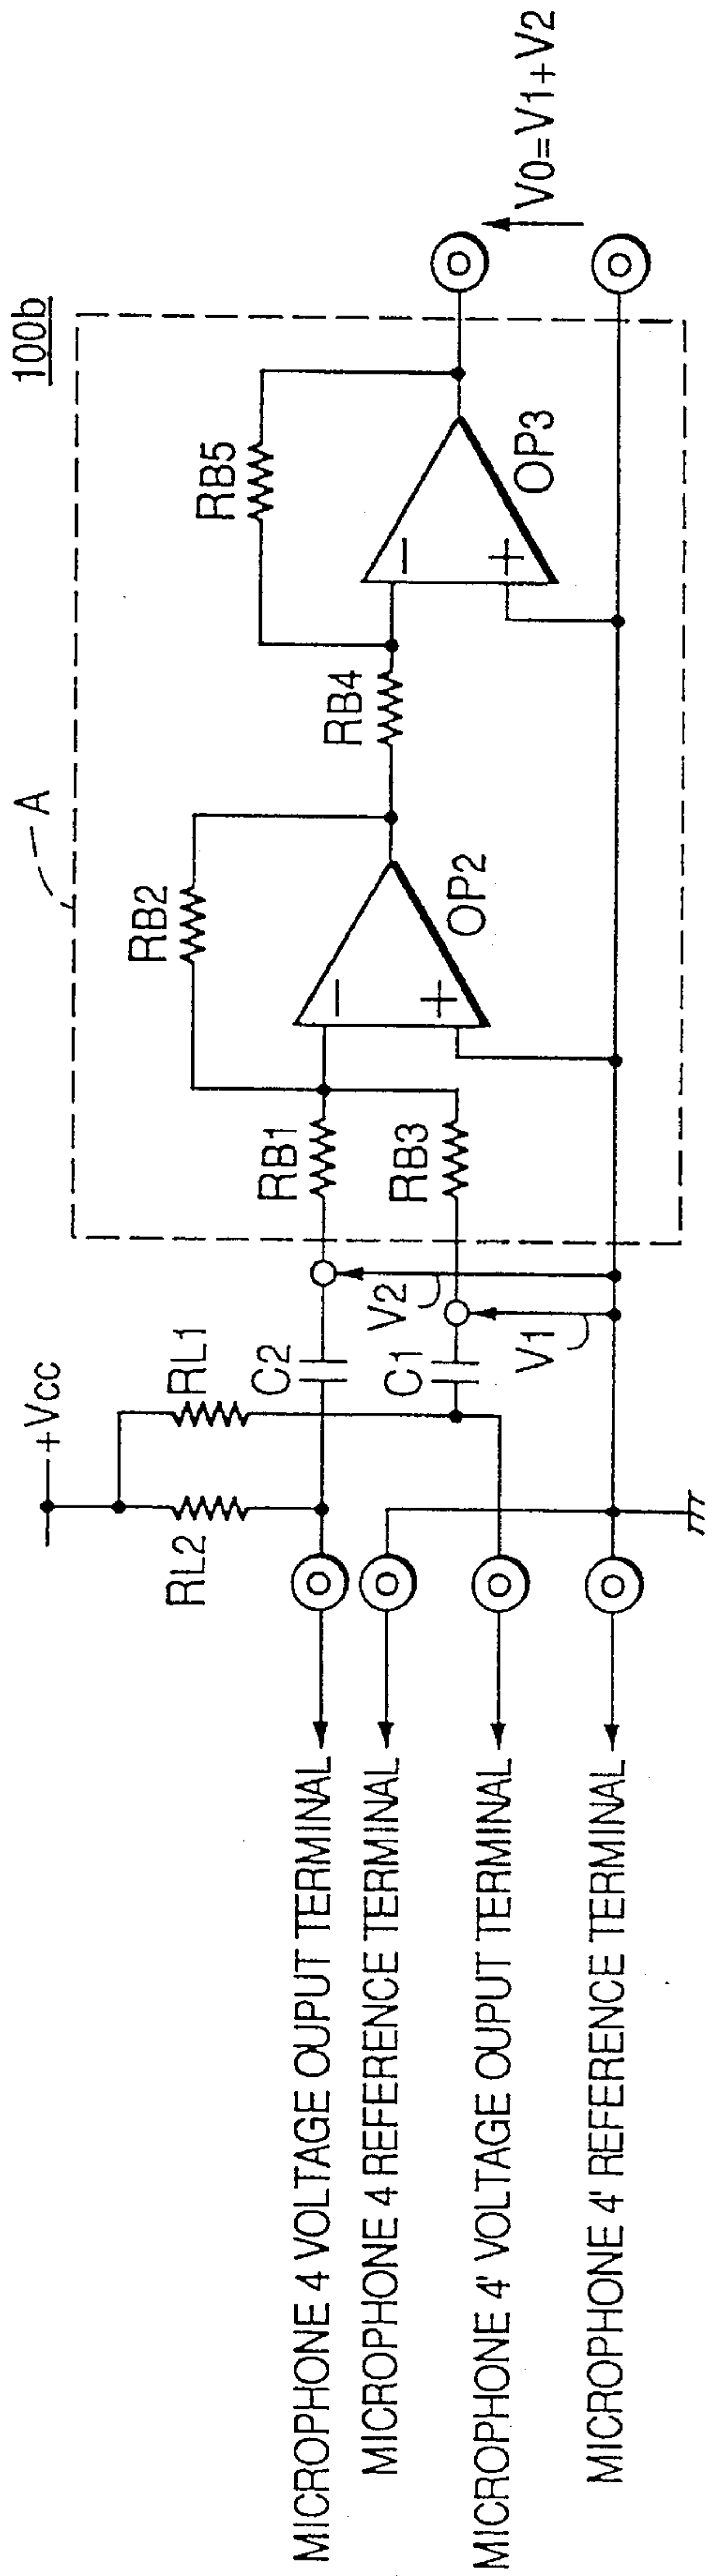 100b
A
+Vcc
RL2
RL1
C2
C1
V2
V1
RB1
RB3
RB2
−
+
OP2
RB4
RB5
−
+
OP3
V0=V1+V2
MICROPHONE 4 VOLTAGE OUPUT TERMINAL
MICROPHONE 4 REFERENCE TERMINAL
MICROPHONE 4' VOLTAGE OUPUT TERMINAL
MICROPHONE 4' REFERENCE TERMINAL